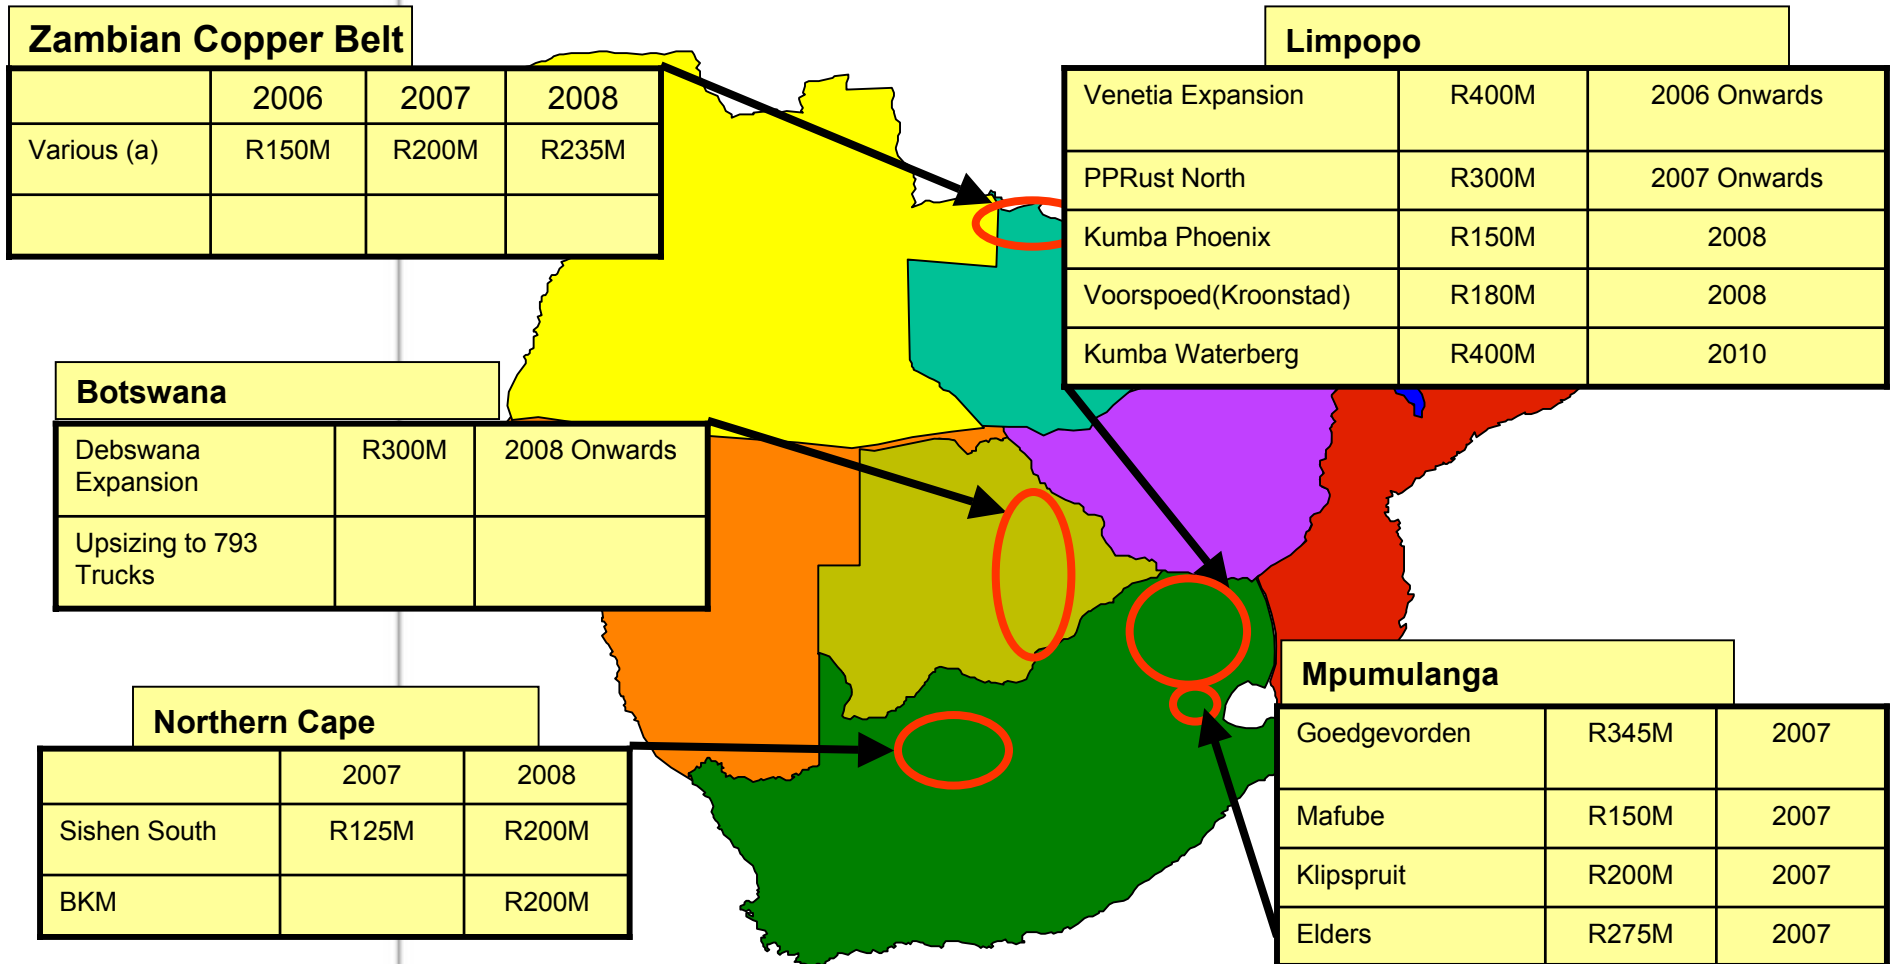 Zambian Copper Belt
2006 2007 2008
Various (a) R150M R200M R235M
Limpopo
Venetia Expansion R400M 2006 Onwards
PPRust North R300M 2007 Onwards
Kumba Phoenix R150M 2008
Voorspoed(Kroonstad) R180M 2008
Kumba Waterberg R400M 2010
Botswana
Debswana R300M 2008 Onwards
Expansion
Upsizing to 793
Trucks
Northern Cape
2007 2008
Sishen South R125M R200M
BKM R200M
Mpumulanga
Goedgevorden R345M 2007
Mafube R150M 2007
Klipspruit R200M 2007
Elders R275M 2007